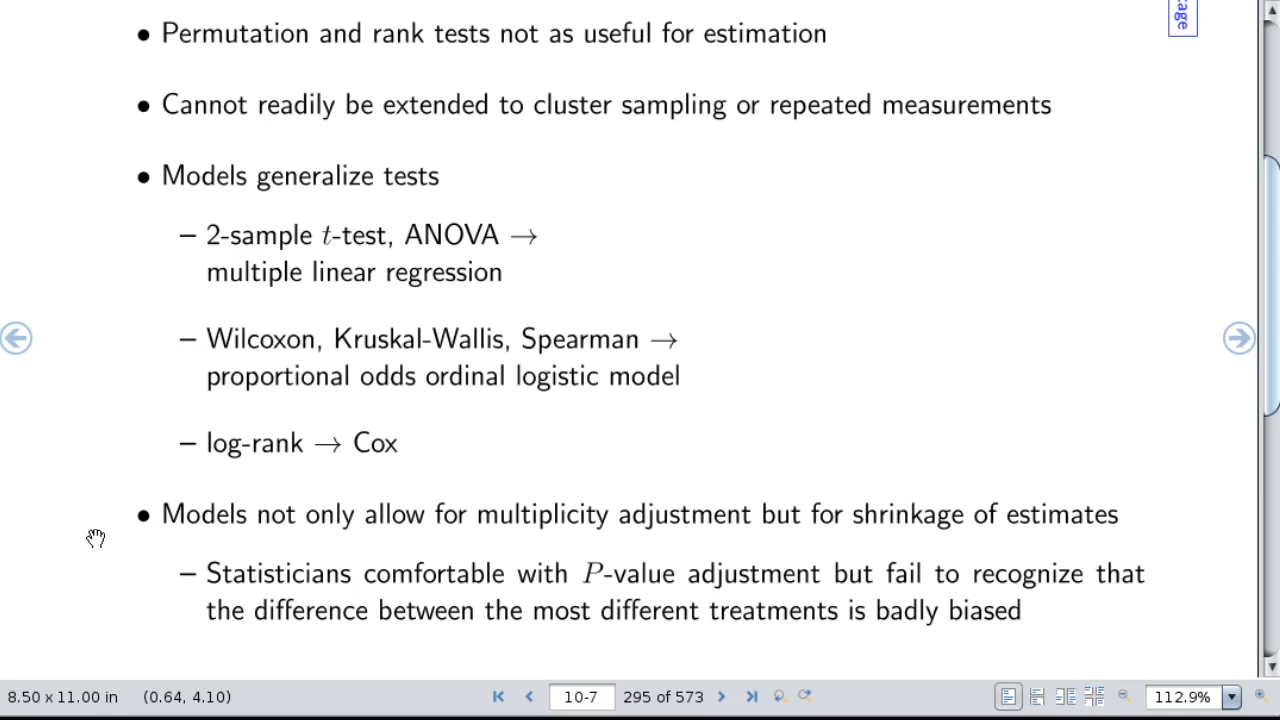 age
• Permutation and rank tests not as useful for estimation
• Cannot readily be extended to cluster sampling or repeated measurements
• Models generalize tests
– 2-sample t-test, ANOVA →
multiple linear regression
– Wilcoxon, Kruskal-Wallis, Spearman →
proportional odds ordinal logistic model
– log-rank → Cox
• Models not only allow for multiplicity adjustment but for shrinkage of estimates
– Statisticians comfortable with P-value adjustment but fail to recognize that
the difference between the most different treatments is badly biased
8.50 x 11.00 in (0.64, 4.10) 10-7 295 of 573 112.9%